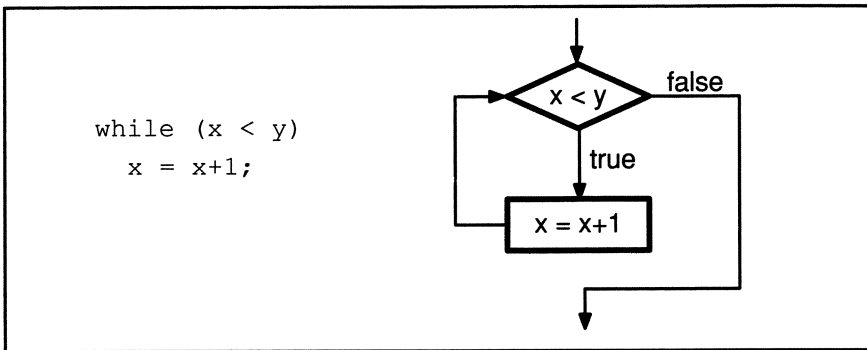 while (x < y)
x = x+1;
x < y
false
true
x = x+1